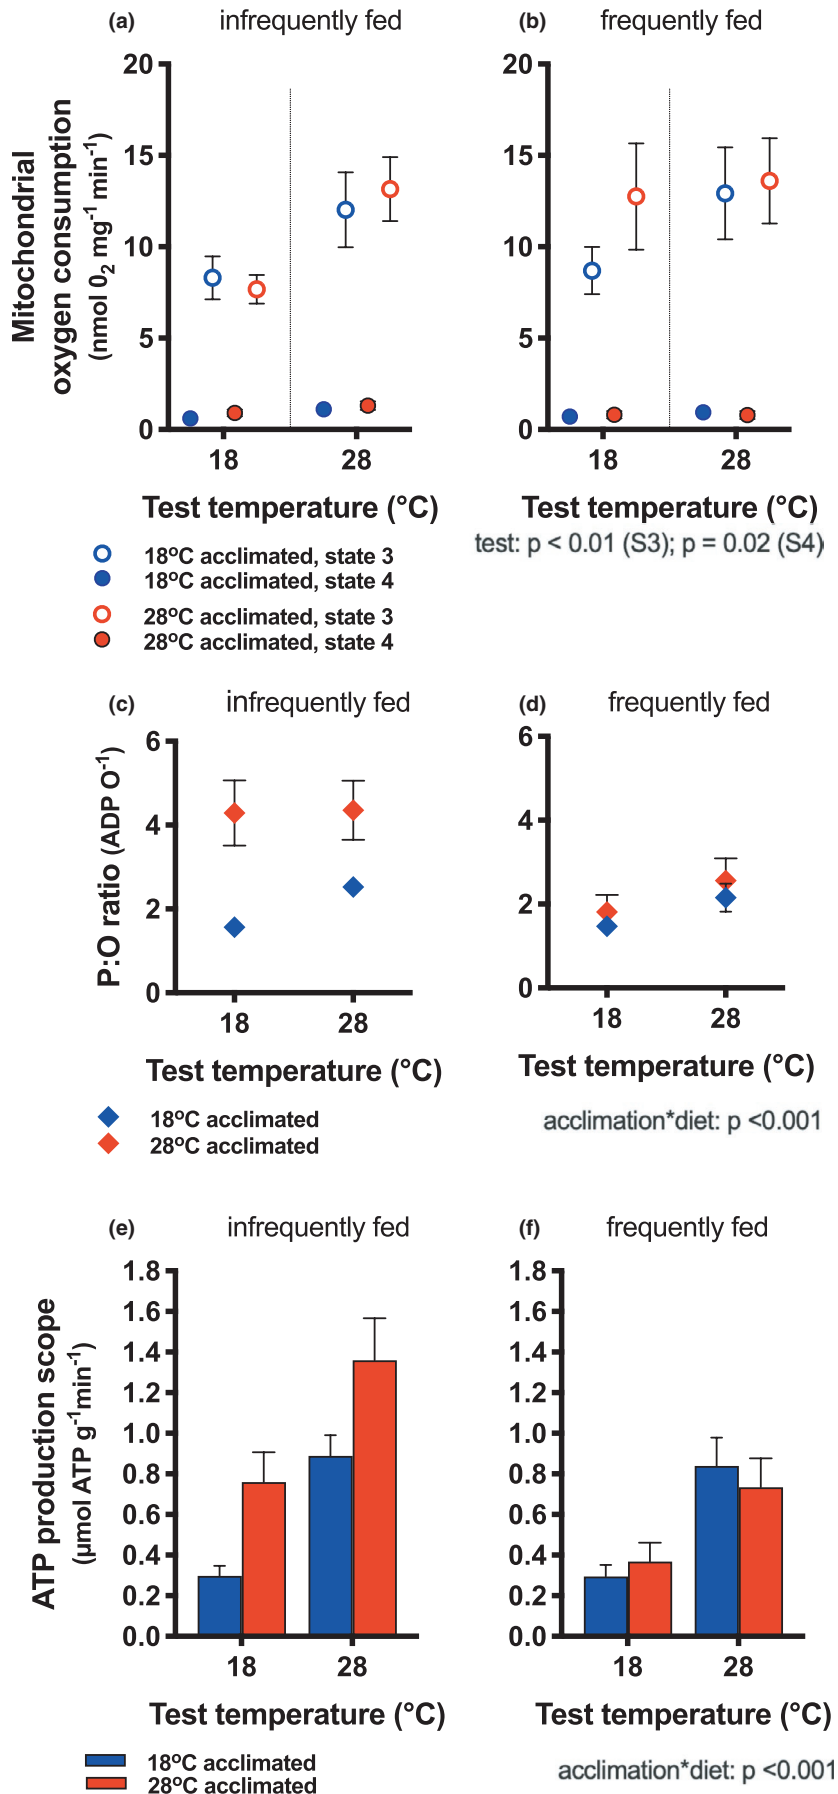 (a) infrequently fed
(b) frequently fed
Mitochondrial
oxygen consumption
(nmol 0₂ mg⁻¹ min⁻¹)
20
15
10
5
0
18 28
Test temperature (°C)
20
15
10
5
0
18 28
Test temperature (°C)
test: p < 0.01 (S3); p = 0.02 (S4)
18ºC acclimated, state 3
18ºC acclimated, state 4
28ºC acclimated, state 3
28ºC acclimated, state 4
(c) infrequently fed
(d) frequently fed
P:O ratio (ADP O⁻¹)
6
4
2
0
18 28
Test temperature (°C)
6
4
2
0
18 28
Test temperature (°C)
18ºC acclimated
28ºC acclimated
acclimation*diet: p <0.001
(e) infrequently fed
(f) frequently fed
ATP production scope
(µmol ATP g⁻¹min⁻¹)
1.8
1.6
1.4
1.2
1.0
0.8
0.6
0.4
0.2
0.0
18 28
Test temperature (°C)
1.8
1.6
1.4
1.2
1.0
0.8
0.6
0.4
0.2
0.0
18 28
Test temperature (°C)
18ºC acclimated
28ºC acclimated
acclimation*diet: p <0.001